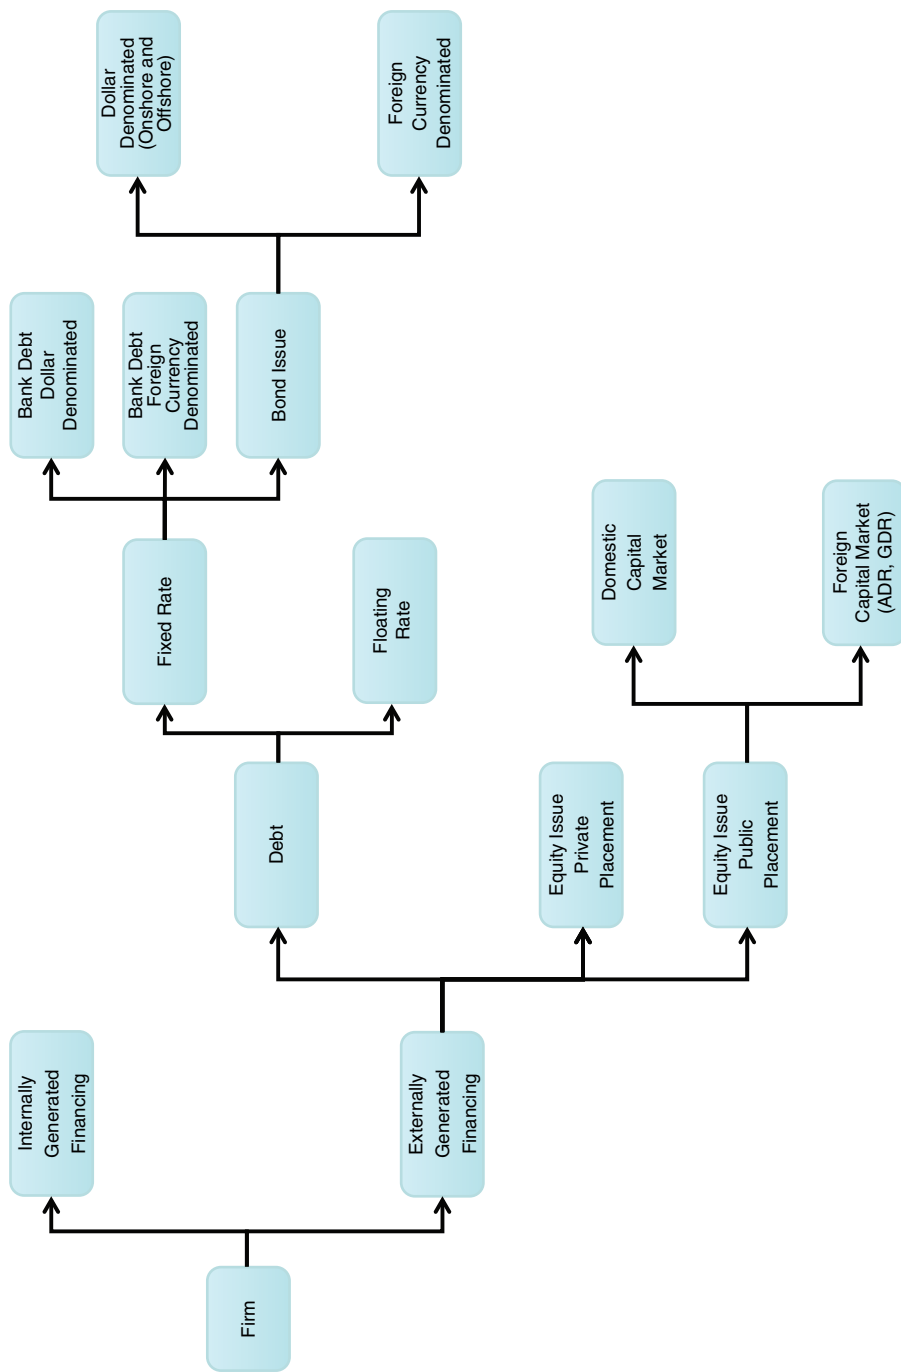 Firm
Internally
Generated
Financing
Externally
Generated
Financing
Debt
Equity Issue
Private
Placement
Equity Issue
Public
Placement
Fixed Rate
Floating
Rate
Domestic
Capital
Market
Foreign
Capital Market
(ADR, GDR)
Bank Debt
Dollar
Denominated
Bank Debt
Foreign
Currency
Denominated
Bond Issue
Dollar
Denominated
(Onshore and
Offshore)
Foreign
Currency
Denominated